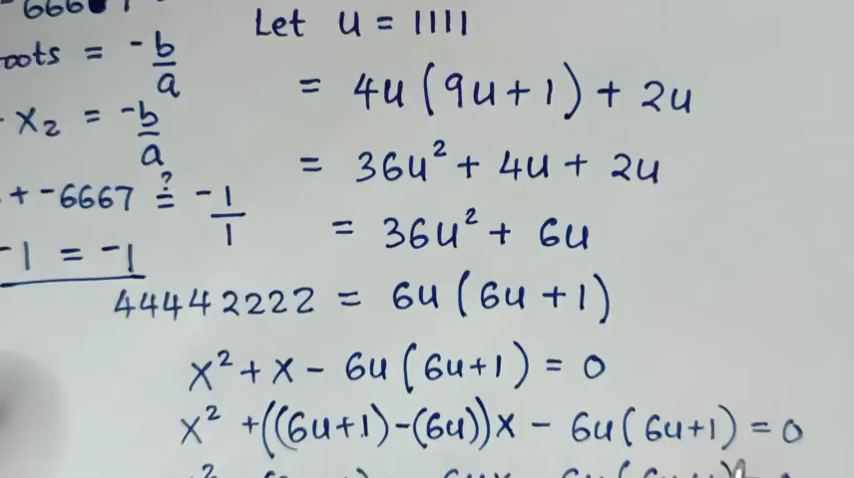 -6667
oots = -b/a
x₂ = -b/a
+ -6667 ≟ -1/1
-1 = -1
Let u = 1111
= 4u(9u+1) + 2u
= 36u² + 4u + 2u
= 36u² + 6u
44442222 = 6u(6u+1)
x² + x - 6u(6u+1) = 0
x² + ((6u+1)-(6u))x - 6u(6u+1) = 0